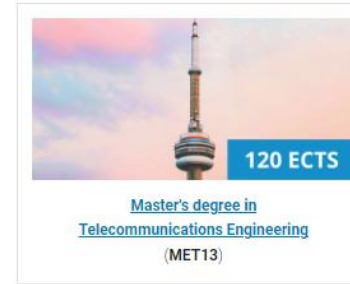 120 ECTS
Master's degree in
Telecommunications Engineering
(MET13)